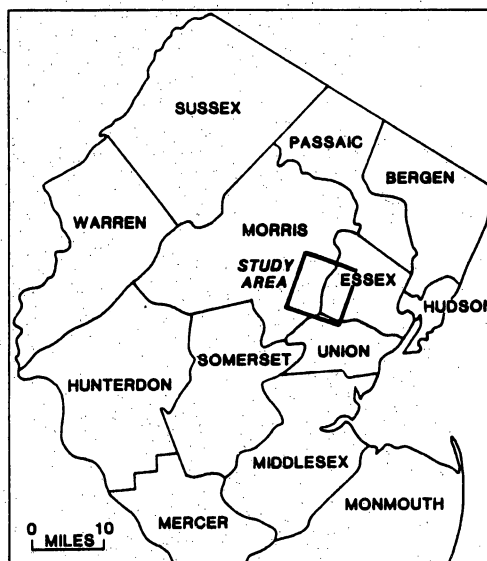 SUSSEX
PASSAIC
BERGEN
WARREN
MORRIS
STUDY
AREA
ESSEX
HUDSON
SOMERSET
UNION
HUNTERDON
MIDDLESEX
MERCER
MONMOUTH
0 10
MILES